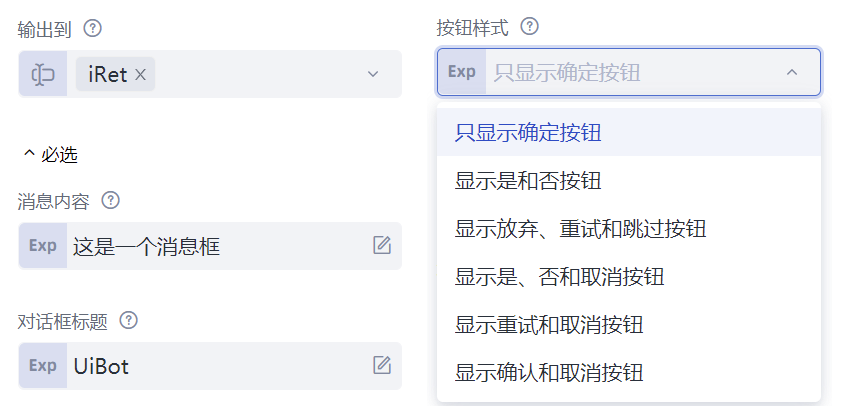 输出到
iRet
必选
消息内容
Exp 这是一个消息框
对话框标题
Exp UiBot
按钮样式
Exp 只显示确定按钮
只显示确定按钮
显示是和否按钮
显示放弃、重试和跳过按钮
显示是、否和取消按钮
显示重试和取消按钮
显示确认和取消按钮